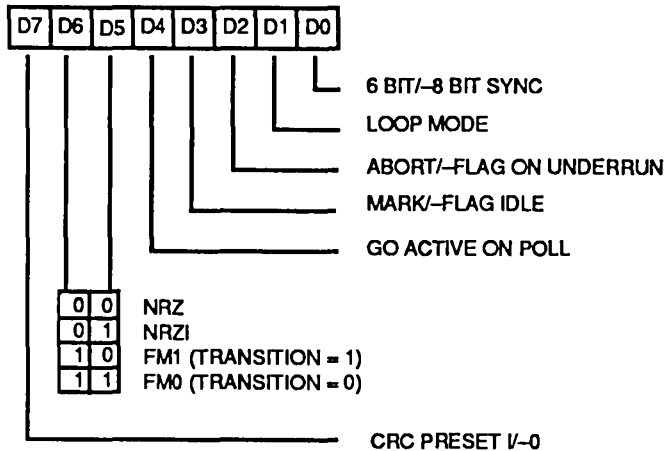 D7 D6 D5 D4 D3 D2 D1 D0
6 BIT/–8 BIT SYNC
LOOP MODE
ABORT/–FLAG ON UNDERRUN
MARK/–FLAG IDLE
GO ACTIVE ON POLL
0 0 NRZ
0 1 NRZI
1 0 FM1 (TRANSITION = 1)
1 1 FM0 (TRANSITION = 0)
CRC PRESET I/–0